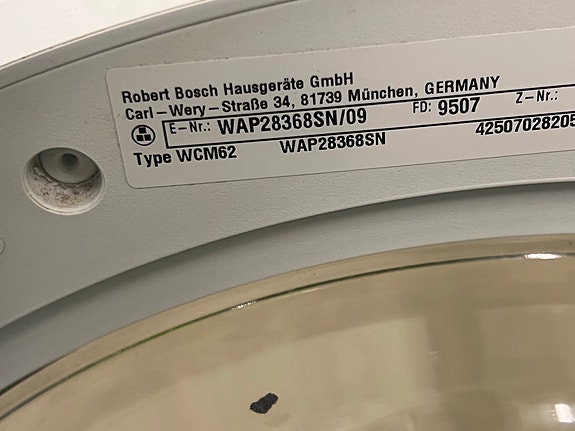 Robert Bosch Hausgeräte GmbH
Carl–Wery–Straße 34, 81739 München, GERMANY
E–Nr.: WAP28368SN/09 FD: 9507 Z–Nr.:
Type WCM62 WAP28368SN 42507028205